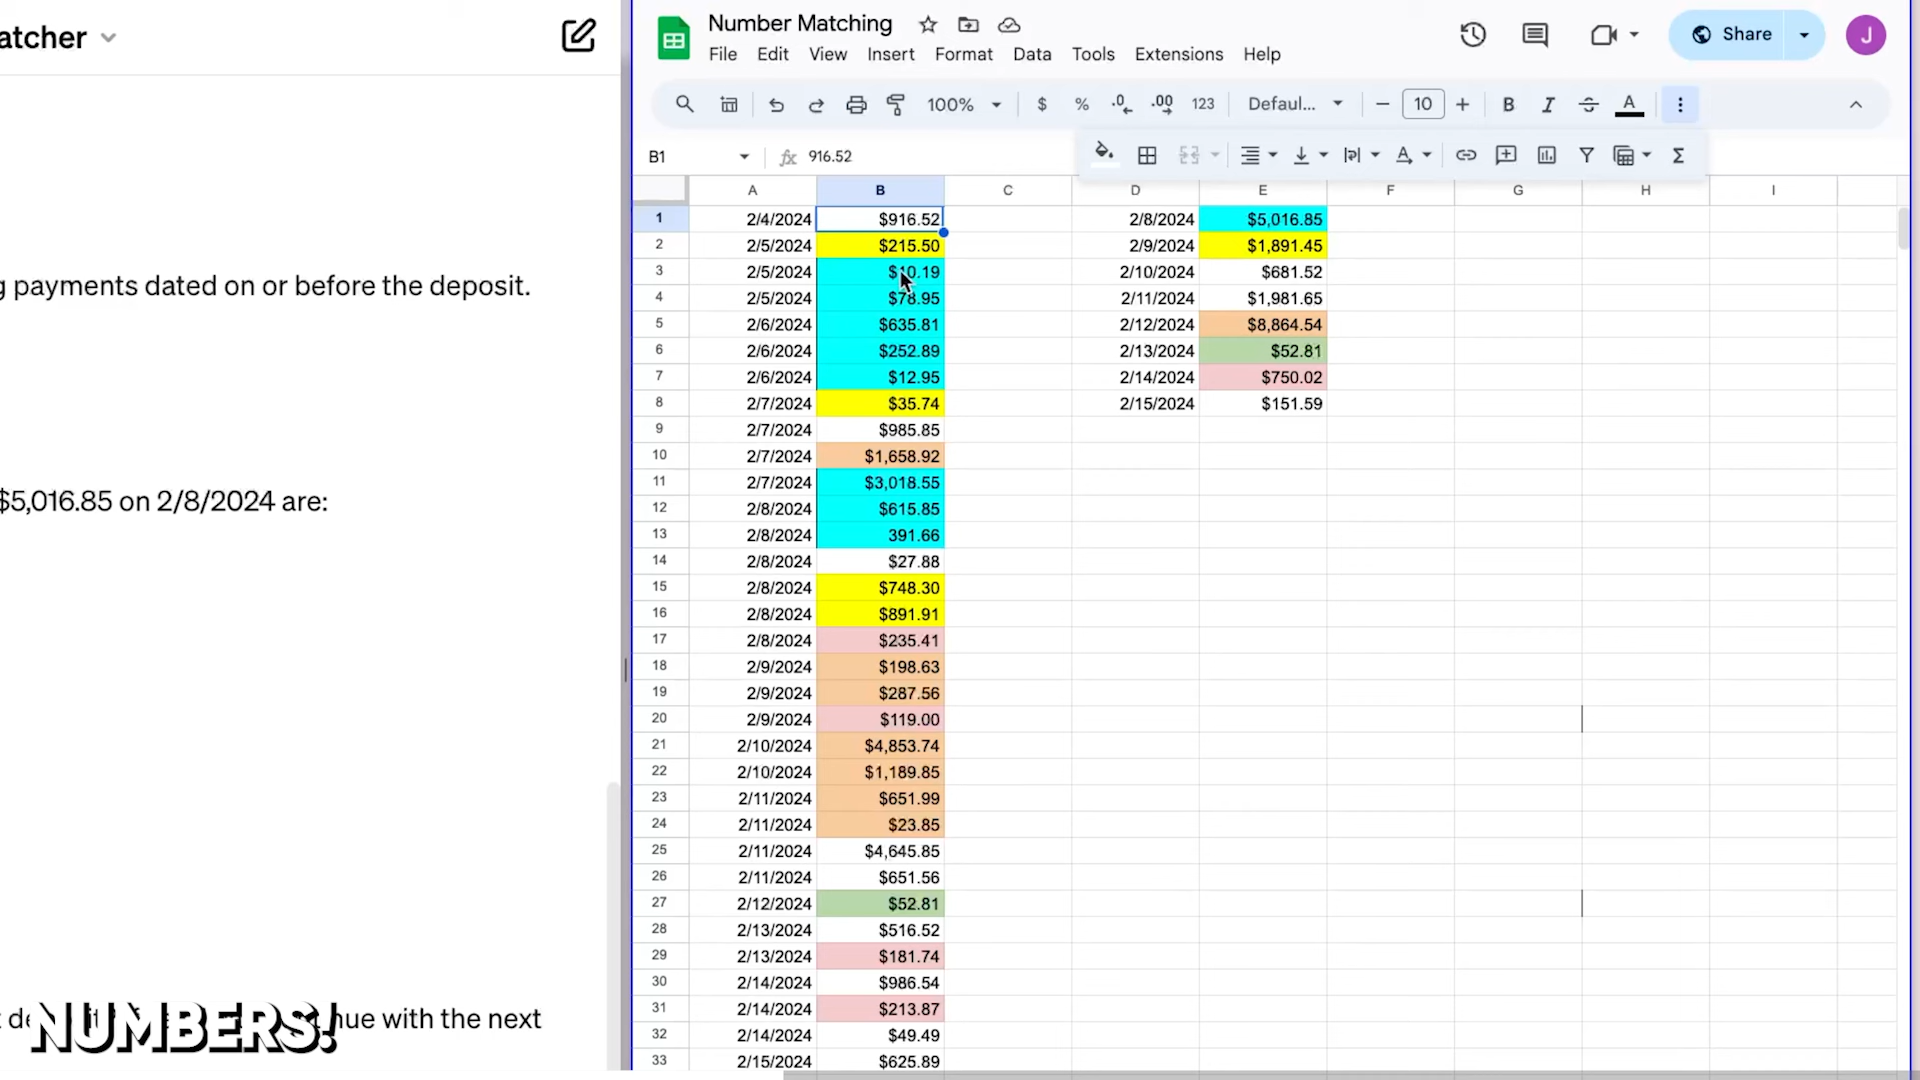 atcher
g payments dated on or before the deposit.
$5,016.85 on 2/8/2024 are:
nue with the next
NUMBERS!
Number Matching
Share
J
File Edit View Insert Format Data Tools Extensions Help
100% $ % .0 .00 123 Defaul... 10 B I S A
B1 fx 916.52
A B C D E F G H I
1 2/4/2024 $916.52 2/8/2024 $5,016.85
2 2/5/2024 $215.50 2/9/2024 $1,891.45
3 2/5/2024 $10.19 2/10/2024 $681.52
4 2/5/2024 $78.95 2/11/2024 $1,981.65
5 2/6/2024 $635.81 2/12/2024 $8,864.54
6 2/6/2024 $252.89 2/13/2024 $52.81
7 2/6/2024 $12.95 2/14/2024 $750.02
8 2/7/2024 $35.74 2/15/2024 $151.59
9 2/7/2024 $985.85
10 2/7/2024 $1,658.92
11 2/7/2024 $3,018.55
12 2/8/2024 $615.85
13 2/8/2024 391.66
14 2/8/2024 $27.88
15 2/8/2024 $748.30
16 2/8/2024 $891.91
17 2/8/2024 $235.41
18 2/9/2024 $198.63
19 2/9/2024 $287.56
20 2/9/2024 $119.00
21 2/10/2024 $4,853.74
22 2/10/2024 $1,189.85
23 2/11/2024 $651.99
24 2/11/2024 $23.85
25 2/11/2024 $4,645.85
26 2/11/2024 $651.56
27 2/12/2024 $52.81
28 2/13/2024 $516.52
29 2/13/2024 $181.74
30 2/14/2024 $986.54
31 2/14/2024 $213.87
32 2/14/2024 $49.49
33 2/15/2024 $625.89